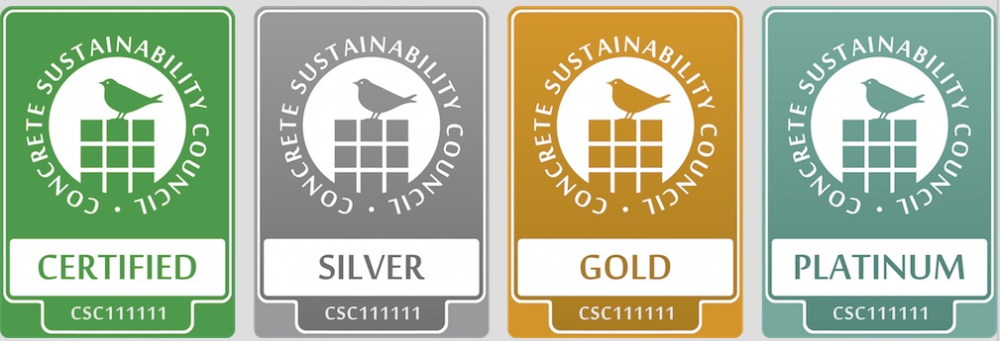 CONCRETE SUSTAINABILITY COUNCIL •
CERTIFIED
CSC111111
CONCRETE SUSTAINABILITY COUNCIL •
SILVER
CSC111111
CONCRETE SUSTAINABILITY COUNCIL •
GOLD
CSC111111
CONCRETE SUSTAINABILITY COUNCIL •
PLATINUM
CSC111111